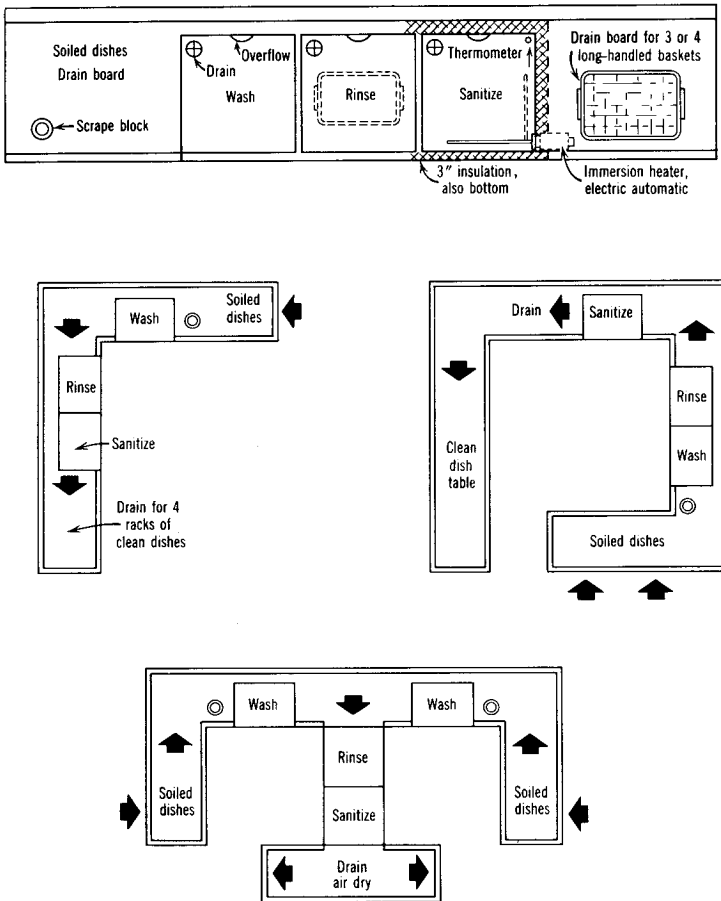 Soiled dishes
Drain board
Scrape block
Overflow
Drain
Wash
Rinse
Thermometer
Sanitize
Drain board for 3 or 4
long-handled baskets
3" insulation,
also bottom
Immersion heater,
electric automatic
Wash
Soiled
dishes
Rinse
Sanitize
Drain for 4
racks of
clean dishes
Drain
Sanitize
Rinse
Wash
Clean
dish
table
Soiled dishes
Wash
Wash
Rinse
Soiled
dishes
Sanitize
Soiled
dishes
Drain
air dry